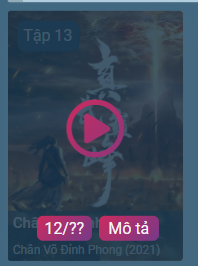 Tập 13
12/??
Mô tả
Chân Võ Đỉnh Phong (2021)